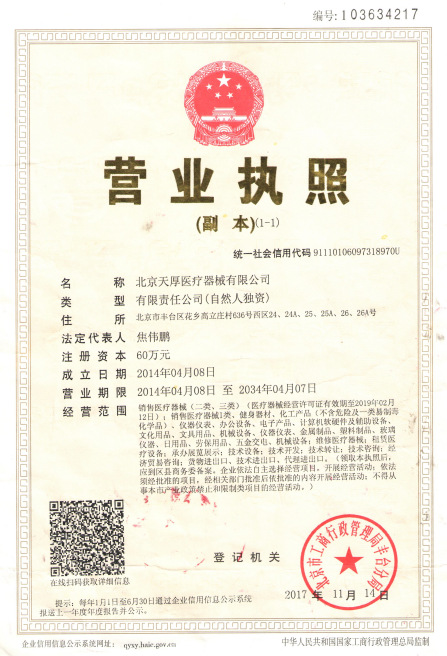 编号:103634217
营业执照
(副 本)(1-1)
统一社会信用代码 91110106097318970U
名 称 北京天厚医疗器械有限公司
类 型 有限责任公司(自然人独资)
住 所 北京市丰台区花乡高立庄村636号西区24、24A、25、25A、26、26A号
法定代表人 焦伟鹏
注册资本 60万元
成立日期 2014年04月08日
营业期限 2014年04月08日 至 2034年04月07日
经营范围 销售医疗器械(二类、三类)(医疗器械经营许可证有效期至2019年02月
12日);销售医疗器械I类、健身器材、化工产品(不含危险及一类易制毒
化学品)、仪器仪表、办公设备、电子产品、计算机软硬件及辅助设备、
文化用品、文具用品、机械设备、仪器仪表、金属制品、塑料制品、玻璃
仪器、日用品、劳保用品、五金交电、机械设备;维修医疗器械;租赁医
疗设备;承办展览展示;技术设备;技术开发;技术转让;技术咨询;经
济贸易咨询;货物进出口、技术进出口、代理进出口。(领取本执照后,
应到区县商务委备案。企业依法自主选择经营项目,开展经营活动;依法
须经批准的项目,经相关部门批准后依批准的内容开展经营活动;不得从
事本市产业政策禁止和限制类项目的经营活动。)
在线扫码获取详细信息
登记机关
北京市工商行政管理局丰台分局
2017年 11月 14日
提示:每年1月1日至6月30日通过企业信用信息公示系统
报送上一年度年度报告并公示。
企业信用信息公示系统网址: qyxy.baic.gov.cn
中华人民共和国国家工商行政管理总局监制